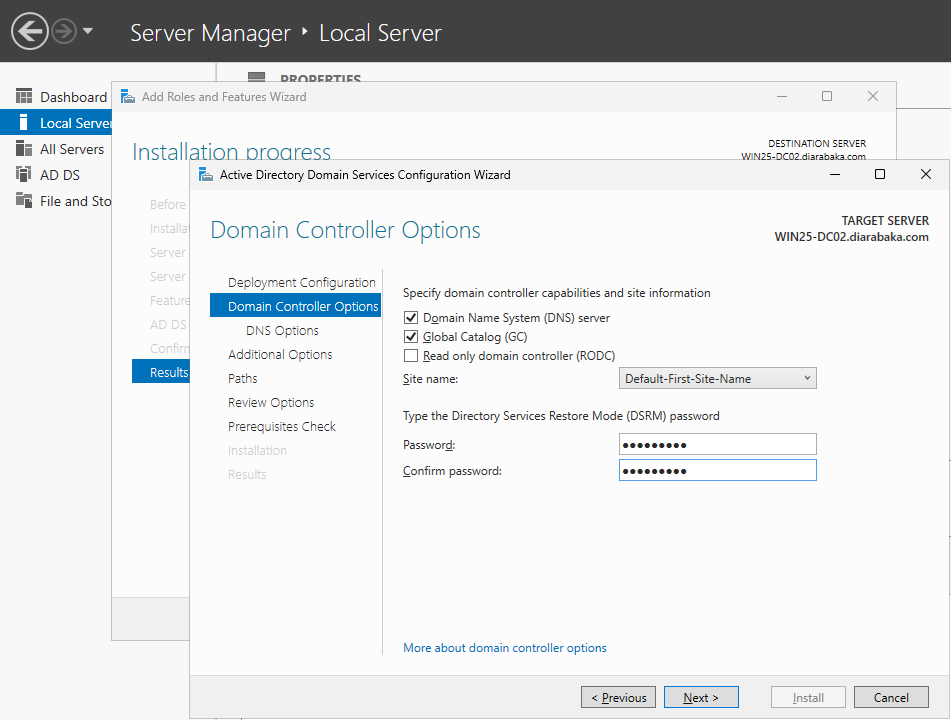 Server Manager ‣ Local Server
PROPERTIES
Dashboard
Local Server
All Servers
AD DS
File and Sto
Add Roles and Features Wizard
Installation progress
DESTINATION SERVER
WIN25-DC02.diarabaka.com
Before
Installa
Server
Server
Feature
AD DS
Confirm
Results
Active Directory Domain Services Configuration Wizard
Domain Controller Options
TARGET SERVER
WIN25-DC02.diarabaka.com
Deployment Configuration
Domain Controller Options
DNS Options
Additional Options
Paths
Review Options
Prerequisites Check
Installation
Results
Specify domain controller capabilities and site information
Domain Name System (DNS) server
Global Catalog (GC)
Read only domain controller (RODC)
Site name: Default-First-Site-Name
Type the Directory Services Restore Mode (DSRM) password
Password: ●●●●●●●●●
Confirm password: ●●●●●●●●●
More about domain controller options
< Previous Next > Install Cancel